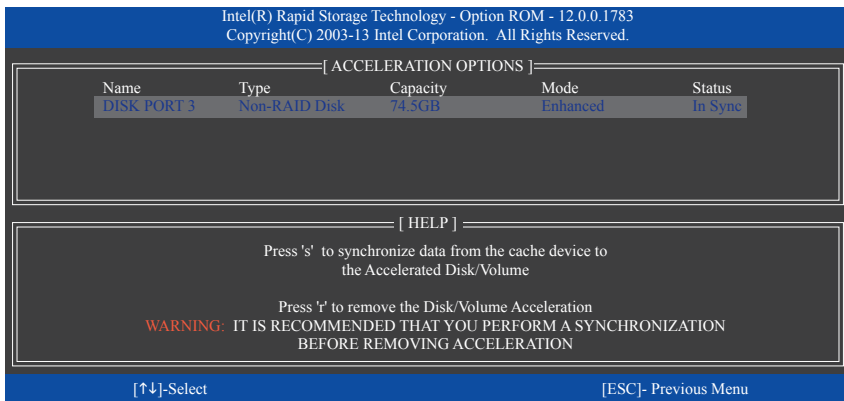 Intel(R) Rapid Storage Technology - Option ROM - 12.0.0.1783
Copyright(C) 2003-13 Intel Corporation. All Rights Reserved.
[ ACCELERATION OPTIONS ]
Name Type Capacity Mode Status
DISK PORT 3 Non-RAID Disk 74.5GB Enhanced In Sync
[ HELP ]
Press 's' to synchronize data from the cache device to
the Accelerated Disk/Volume
Press 'r' to remove the Disk/Volume Acceleration
WARNING: IT IS RECOMMENDED THAT YOU PERFORM A SYNCHRONIZATION
BEFORE REMOVING ACCELERATION
[↑↓]-Select [ESC]- Previous Menu